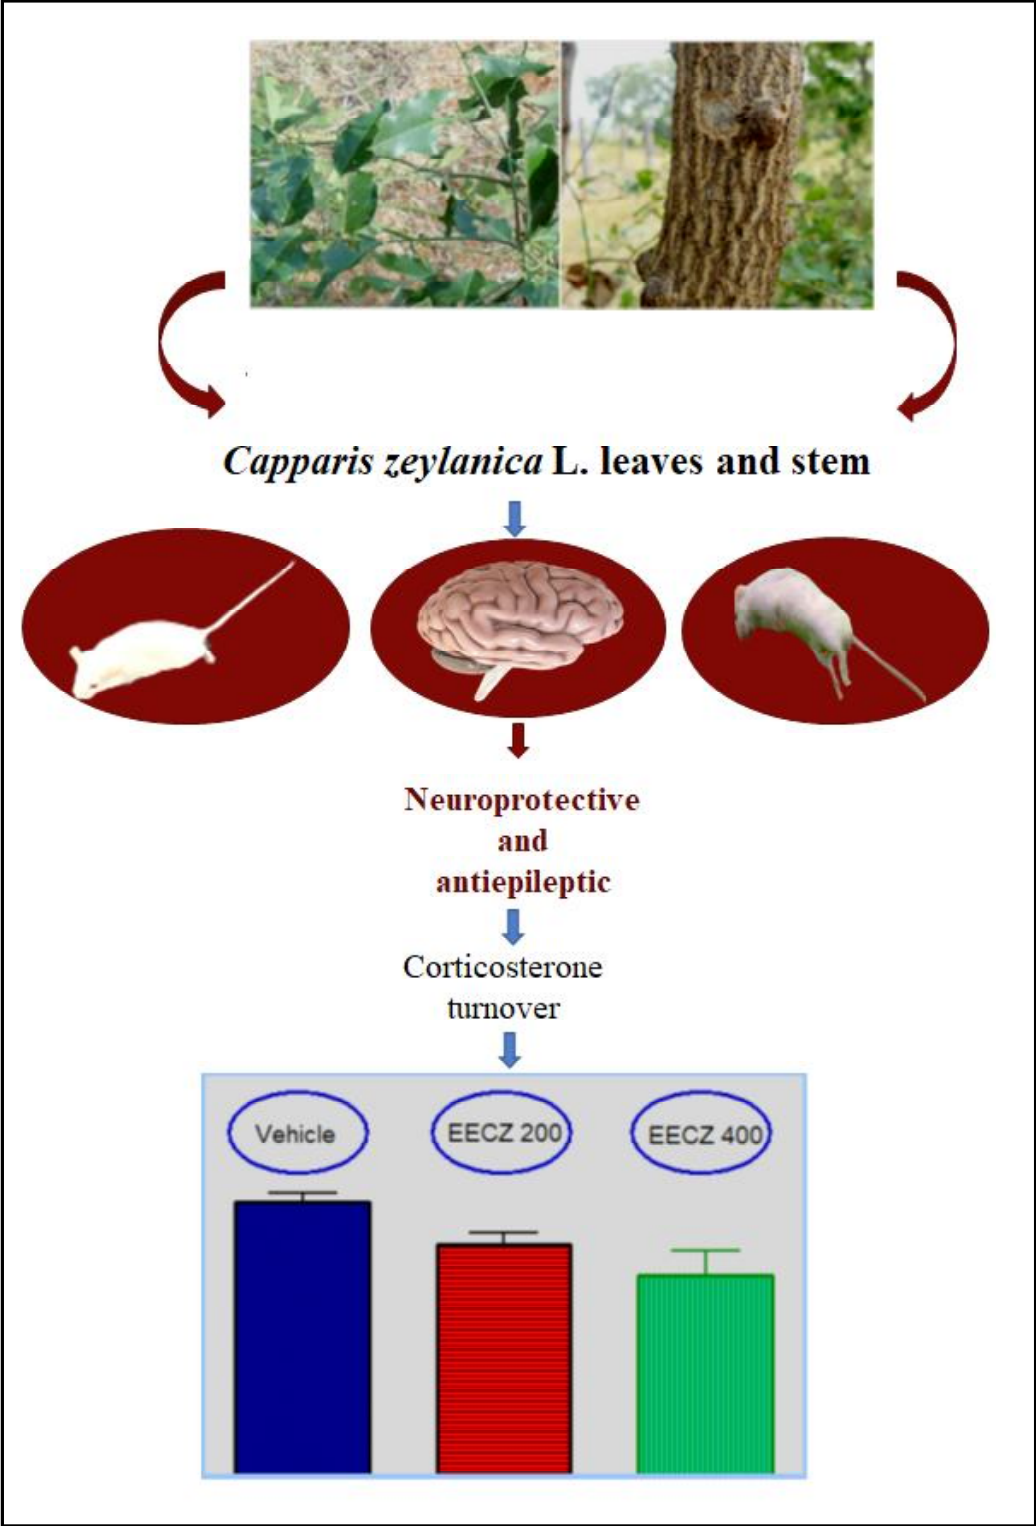 Capparis zeylanica L. leaves and stem
Neuroprotective
and
antiepileptic
Corticosterone
turnover
Vehicle
EECZ 200
EECZ 400